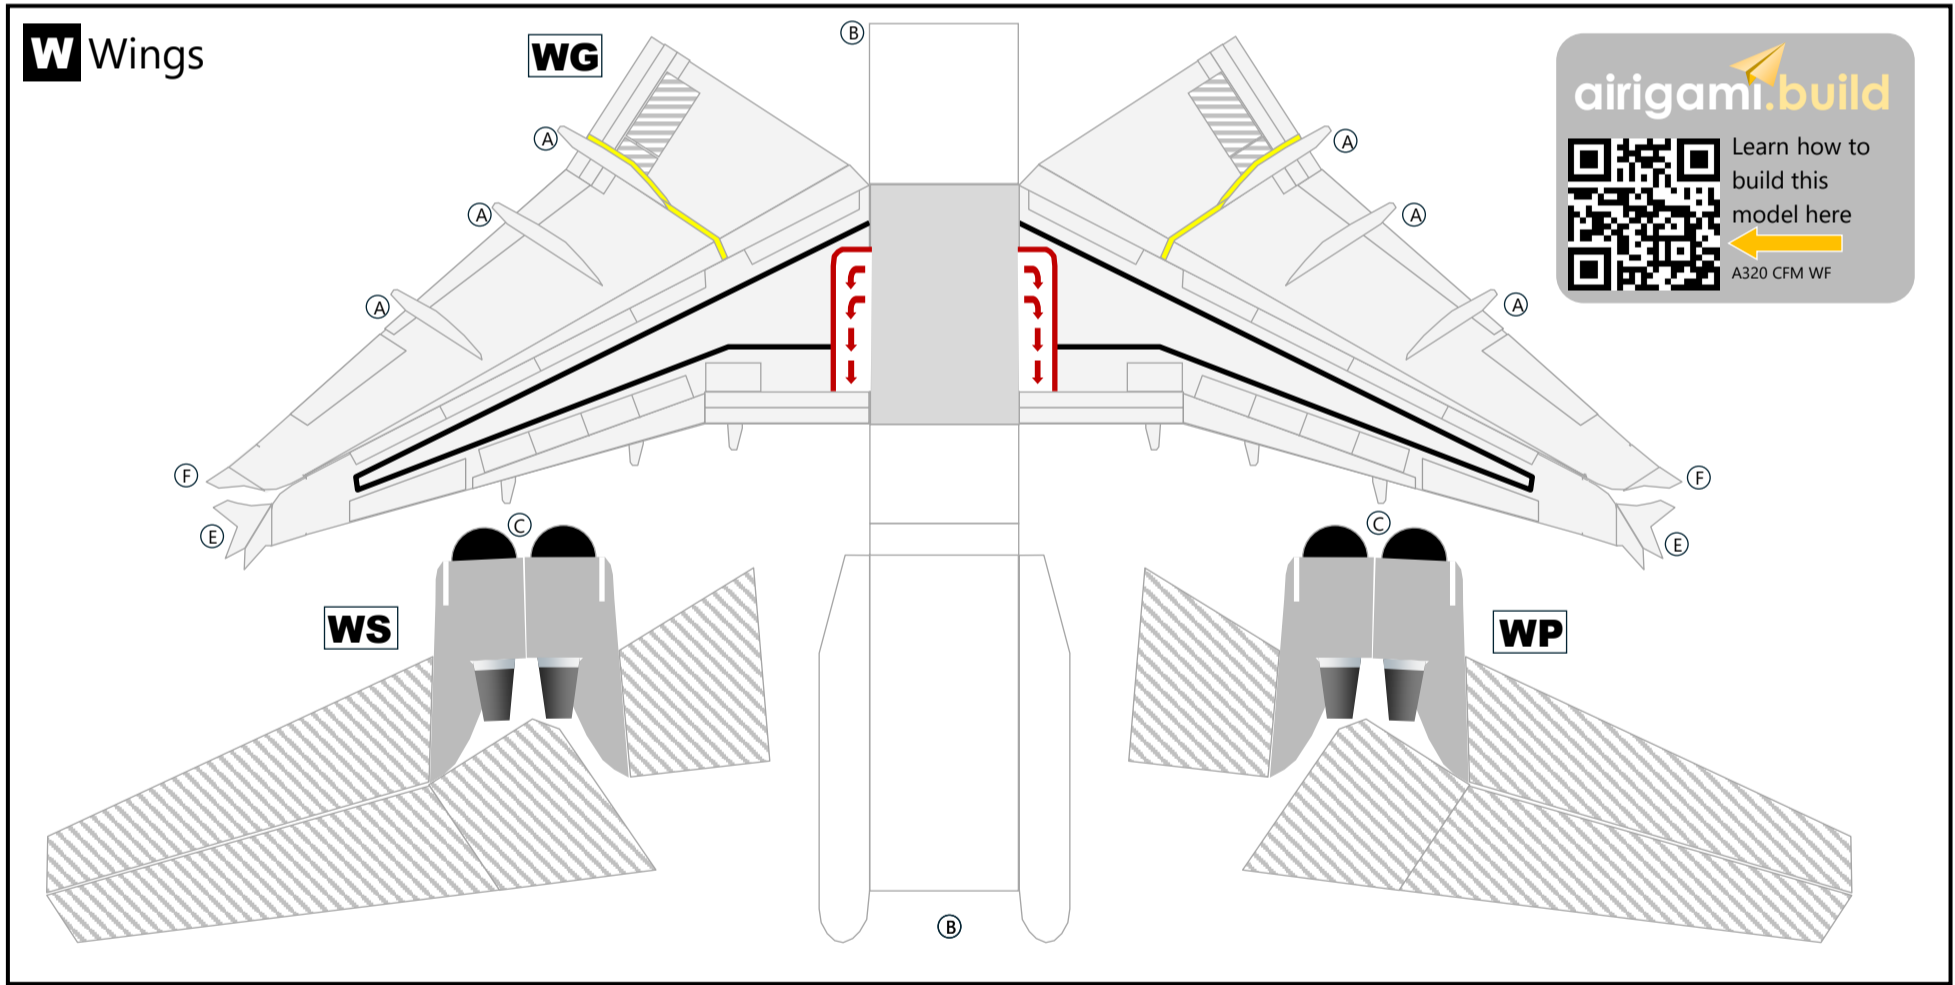 W Wings
WG
B
airigami.build
Learn how to
build this
model here
A320 CFM WF
A
A
A
A
A
A
F
F
E
E
C
C
WS
WP
B